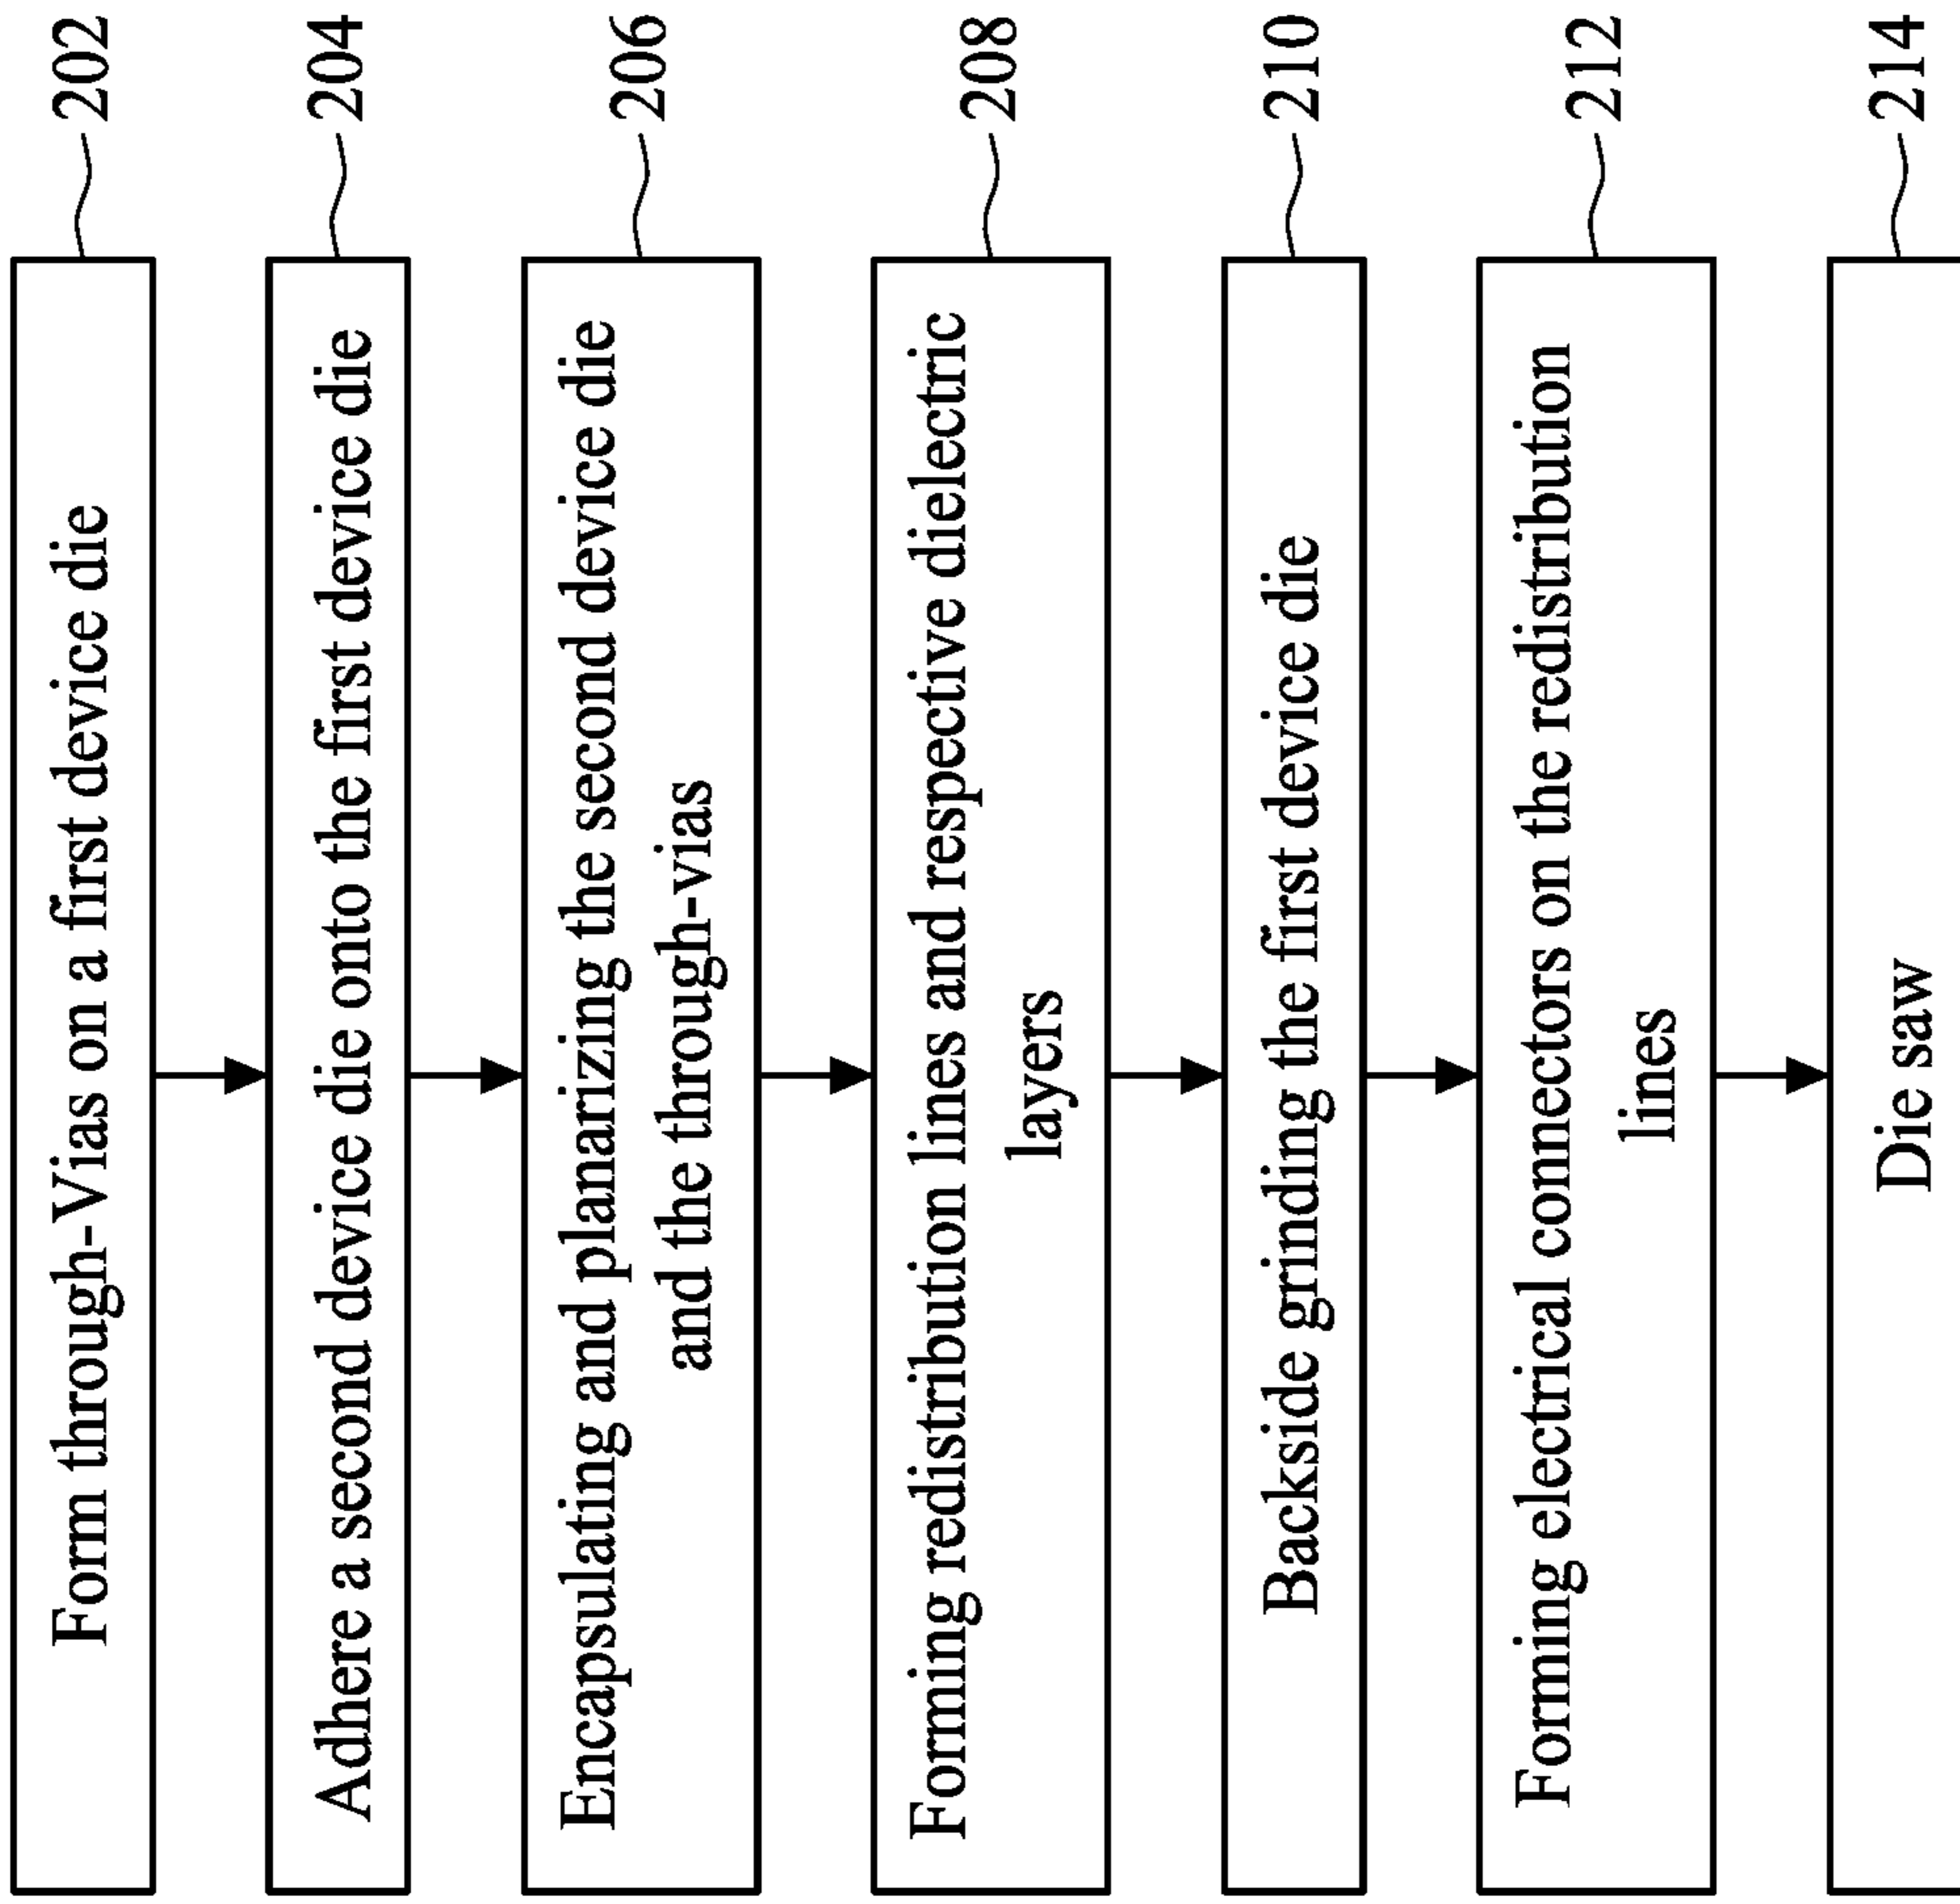 Form through-Vias on a first device die
202
Adhere a second device die onto the first device die
204
Encapsulating and planarizing the second device die
and the through-vias
206
Forming redistribution lines and respective dielectric
layers
208
Backside grinding the first device die
210
Forming electrical connectors on the redistribution
lines
212
Die saw
214